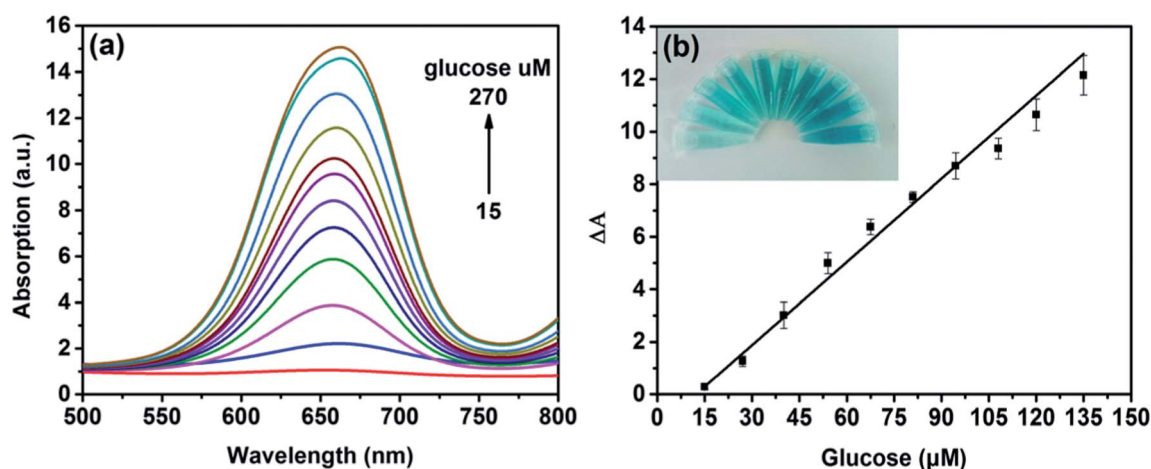 (a)
glucose uM
270
15
16
14
12
10
8
6
4
2
0
500 550 600 650 700 750 800
Absorption (a.u.)
Wavelength (nm)
(b)
14
12
10
8
6
4
2
0
0 15 30 45 60 75 90 105 120 135 150
ΔA
Glucose (μM)